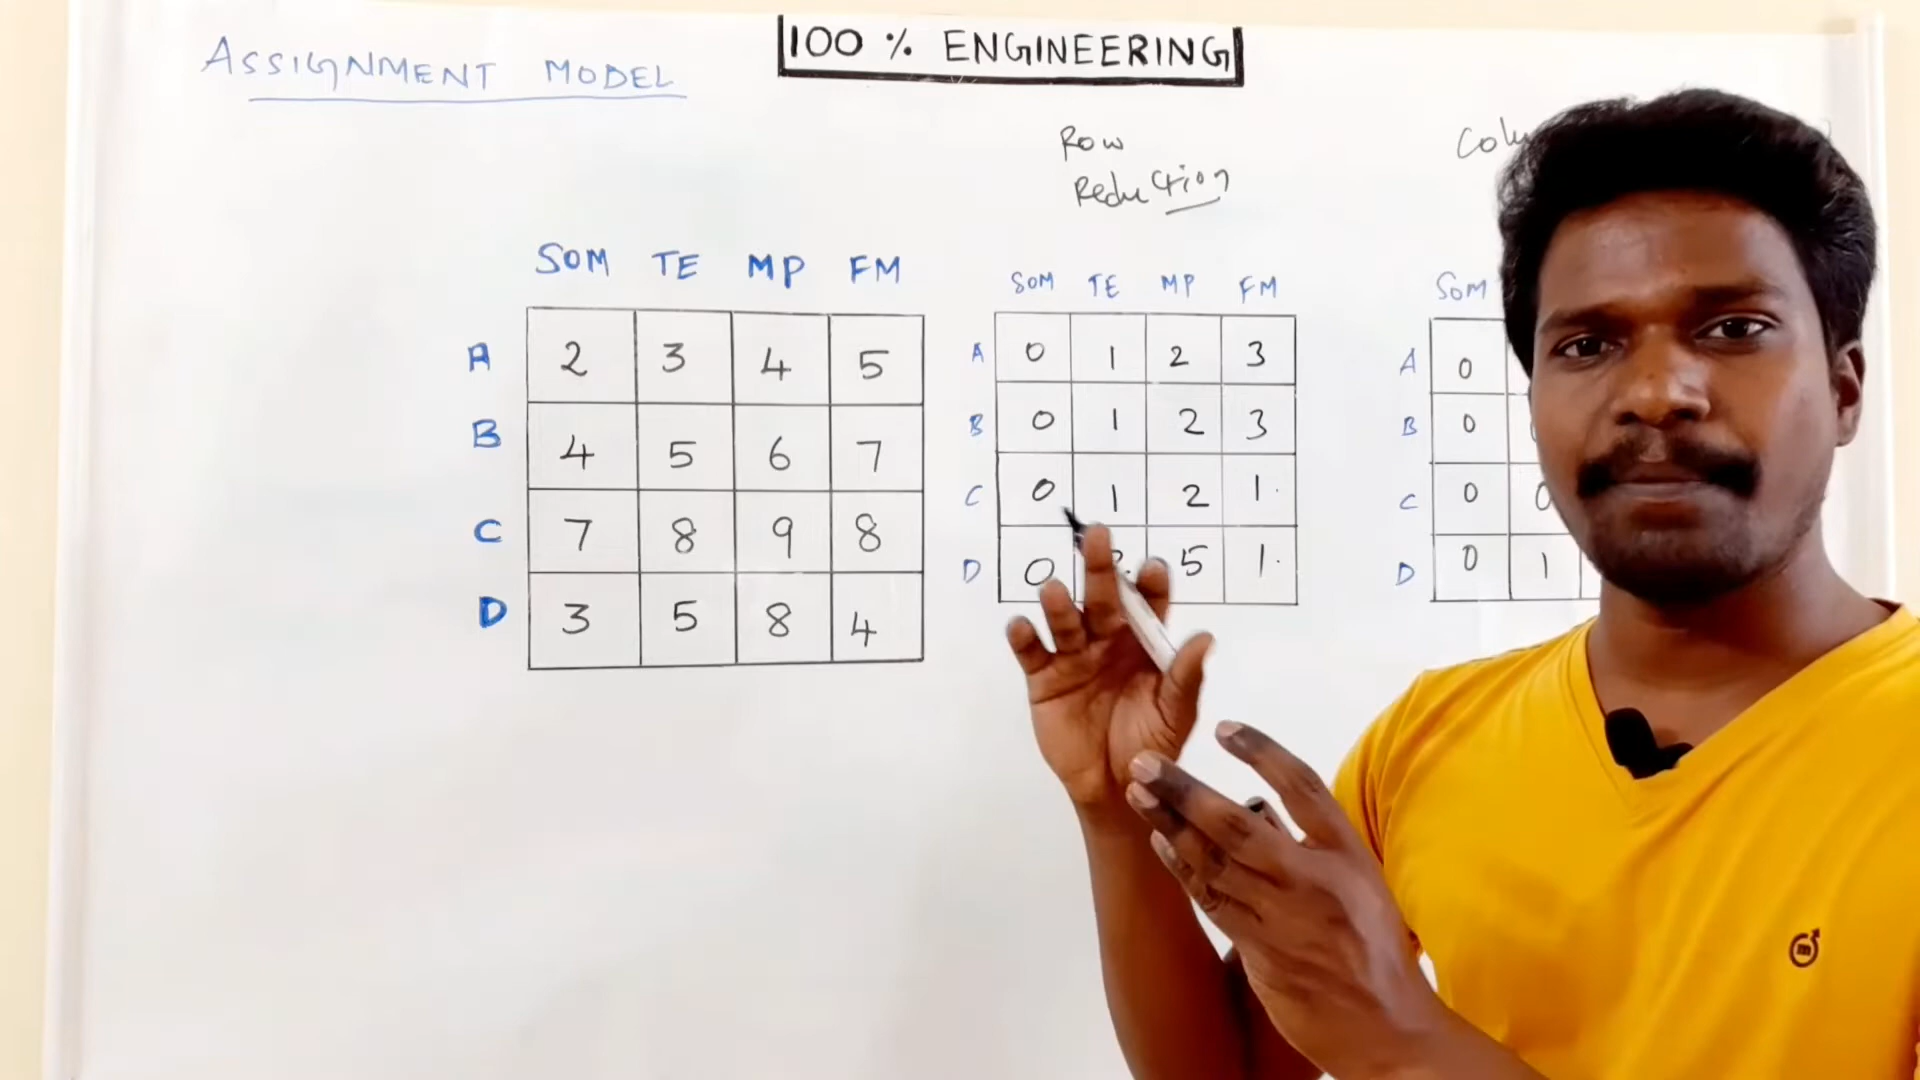 ASSIGNMENT MODEL
100 % ENGINEERING
Row
Reduction
SOM TE MP FM
A 2 3 4 5
B 4 5 6 7
C 7 8 9 8
D 3 5 8 4
SOM TE MP FM
A 0 1 2 3
B 0 1 2 3
C 0 1 2 1.
D 0 5 1.
SOM
A 0
B 0
C 0 0
D 0 1